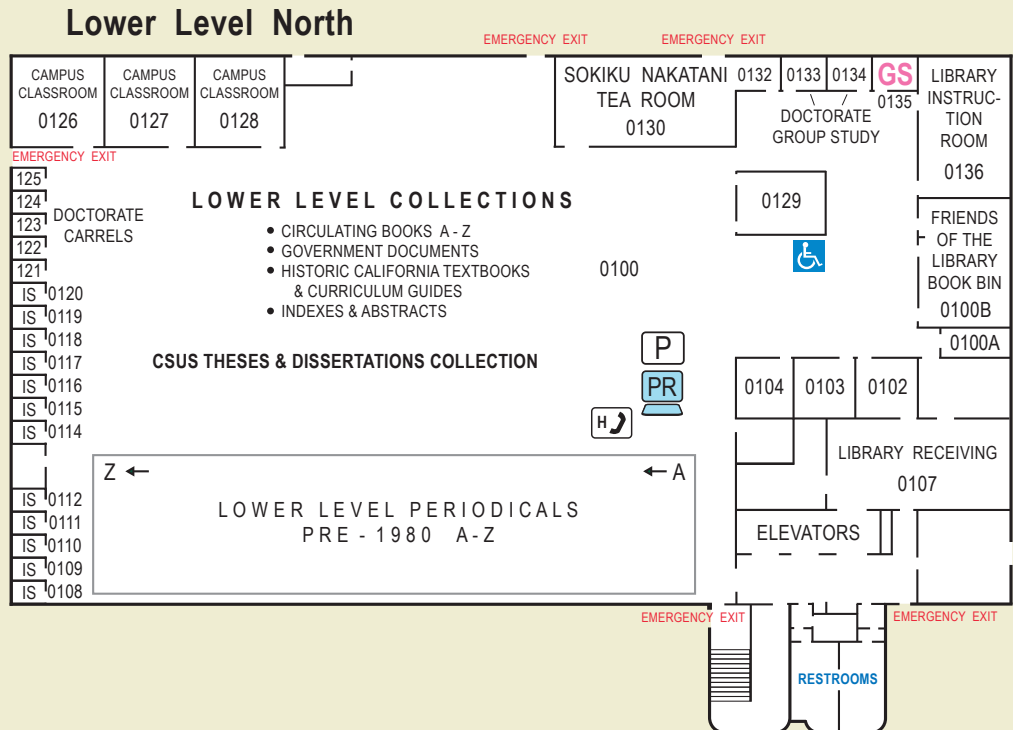 Lower Level North
EMERGENCY EXIT
EMERGENCY EXIT
CAMPUS
CLASSROOM
0126
CAMPUS
CLASSROOM
0127
CAMPUS
CLASSROOM
0128
SOKIKU NAKATANI
TEA ROOM
0130
0132
0133
0134
GS
0135
DOCTORATE
GROUP STUDY
LIBRARY
INSTRUC-
TION
ROOM
0136
EMERGENCY EXIT
125
124
123
122
121
DOCTORATE
CARRELS
IS 0120
IS 0119
IS 0118
IS 0117
IS 0116
IS 0115
IS 0114
IS 0112
IS 0111
IS 0110
IS 0109
IS 0108
LOWER LEVEL COLLECTIONS
• CIRCULATING BOOKS A - Z
• GOVERNMENT DOCUMENTS
• HISTORIC CALIFORNIA TEXTBOOKS
& CURRICULUM GUIDES
• INDEXES & ABSTRACTS
0100
CSUS THESES & DISSERTATIONS COLLECTION
0129
FRIENDS
OF THE
LIBRARY
BOOK BIN
0100B
0100A
P
PR
H
0104
0103
0102
LIBRARY RECEIVING
0107
Z ← ← A
LOWER LEVEL PERIODICALS
PRE - 1980 A-Z
ELEVATORS
EMERGENCY EXIT
EMERGENCY EXIT
RESTROOMS